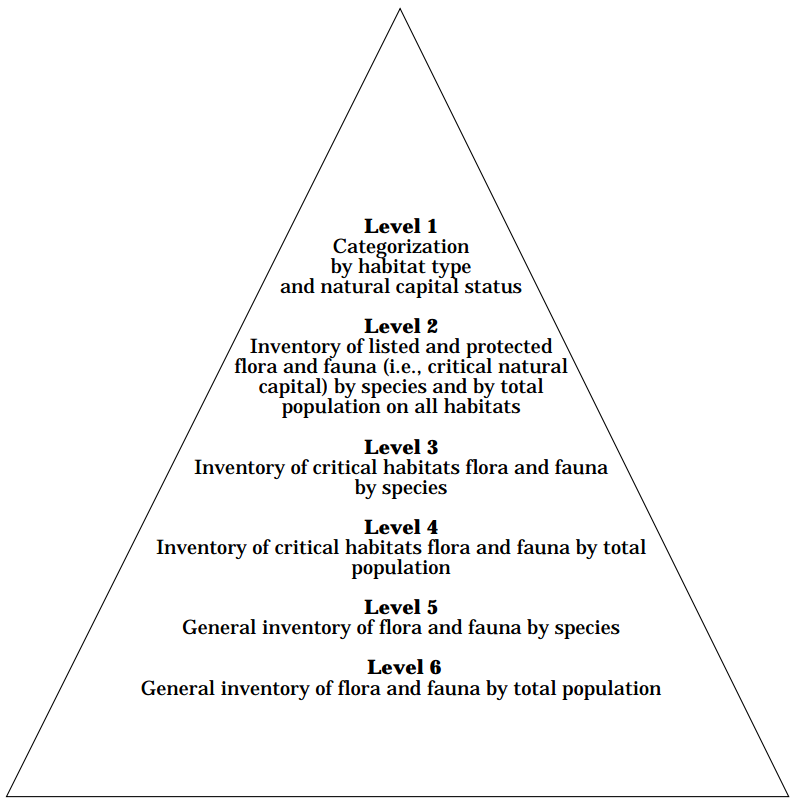 Level 1
Categorization
by habitat type
and natural capital status
Level 2
Inventory of listed and protected
flora and fauna (i.e., critical natural
capital) by species and by total
population on all habitats
Level 3
Inventory of critical habitats flora and fauna
by species
Level 4
Inventory of critical habitats flora and fauna by total
population
Level 5
General inventory of flora and fauna by species
Level 6
General inventory of flora and fauna by total population